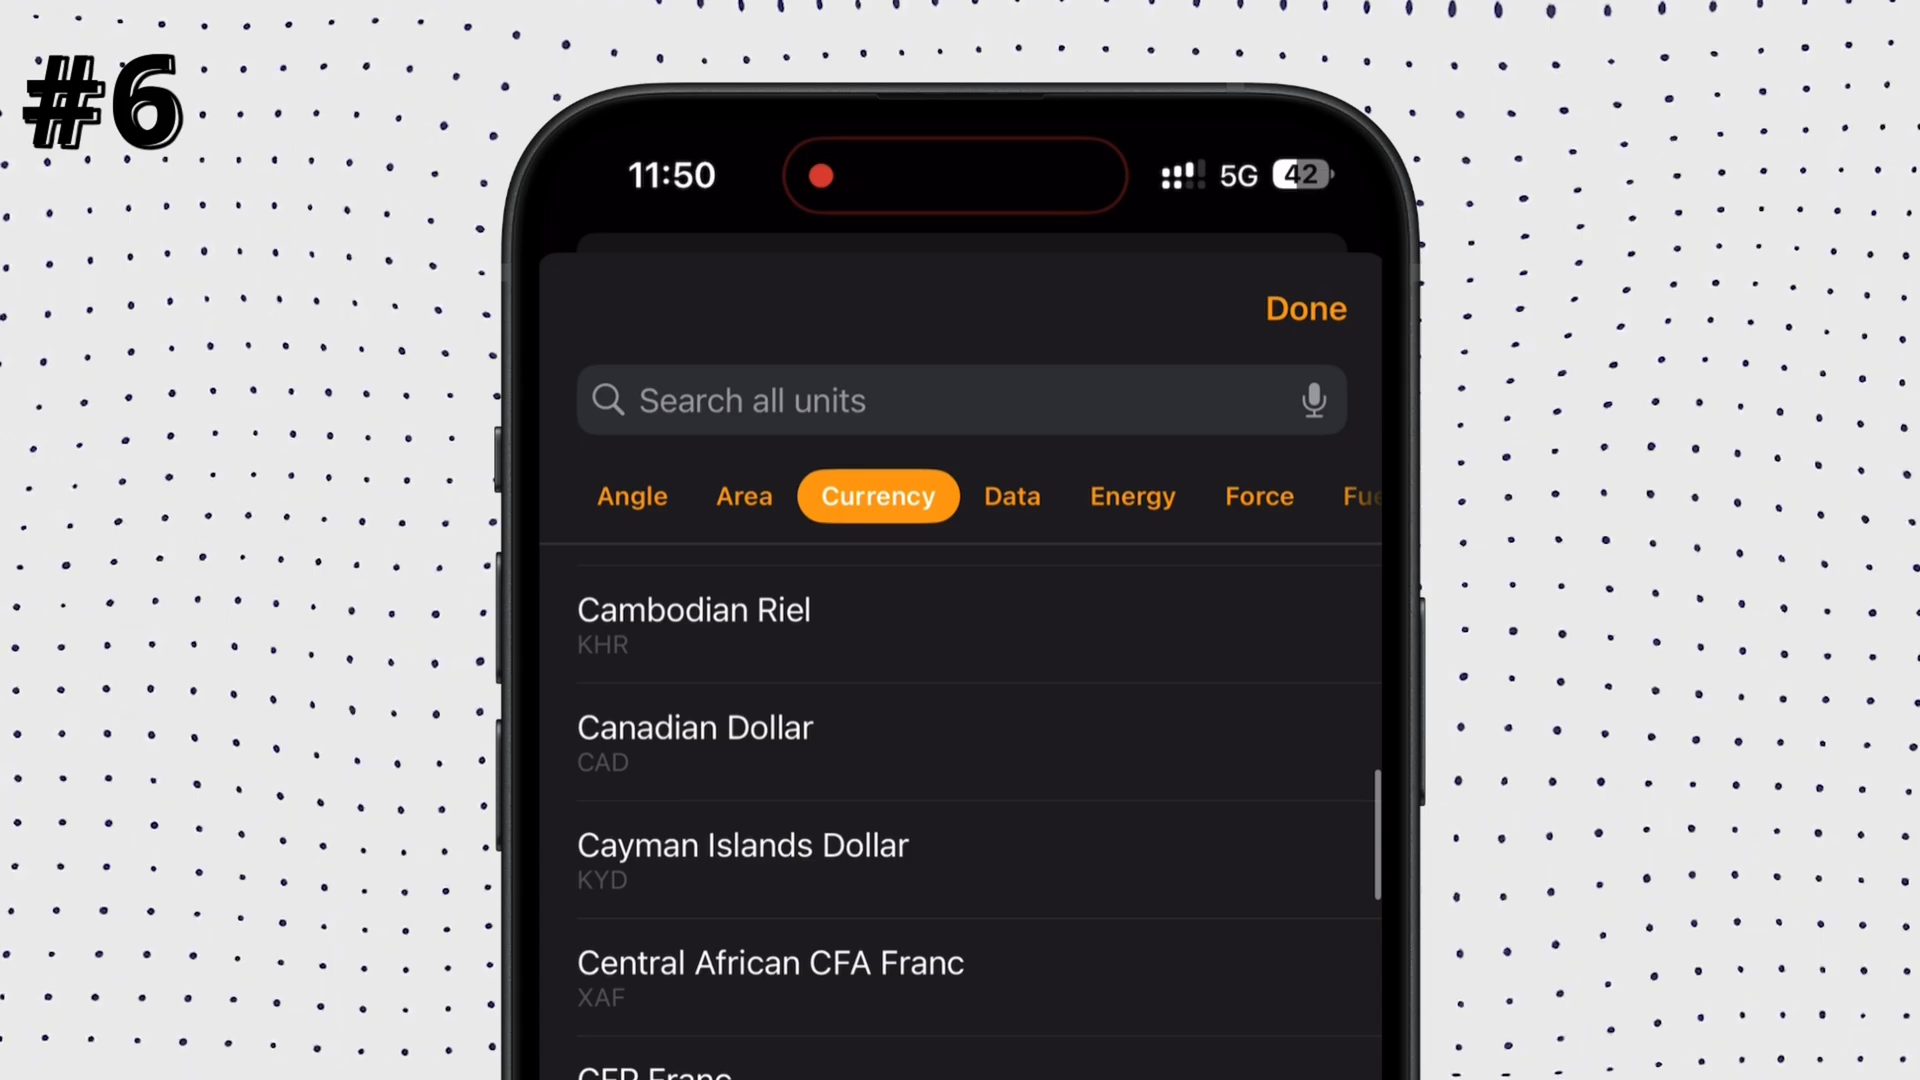 #6
11:50
5G
42
Done
Search all units
Angle Area Currency Data Energy Force
Cambodian Riel
KHR
Canadian Dollar
CAD
Cayman Islands Dollar
KYD
Central African CFA Franc
XAF
CFP Franc